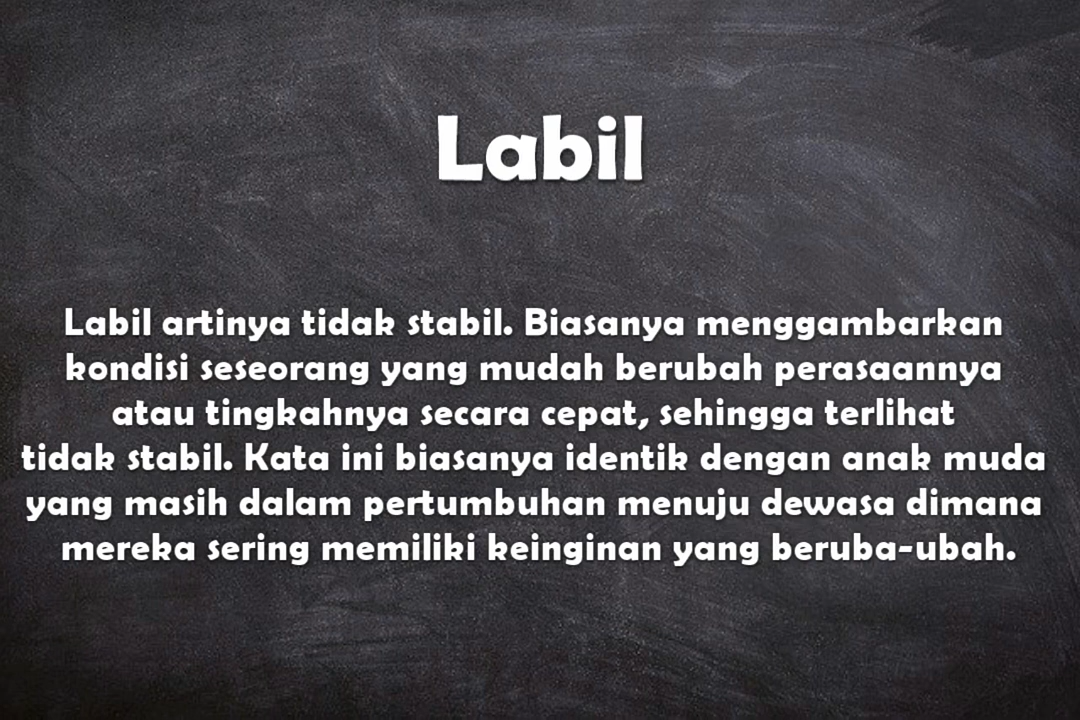 Labil
Labil artinya tidak stabil. Biasanya menggambarkan
kondisi seseorang yang mudah berubah perasaannya
atau tingkahnya secara cepat, sehingga terlihat
tidak stabil. Kata ini biasanya identik dengan anak muda
yang masih dalam pertumbuhan menuju dewasa dimana
mereka sering memiliki keinginan yang beruba-ubah.